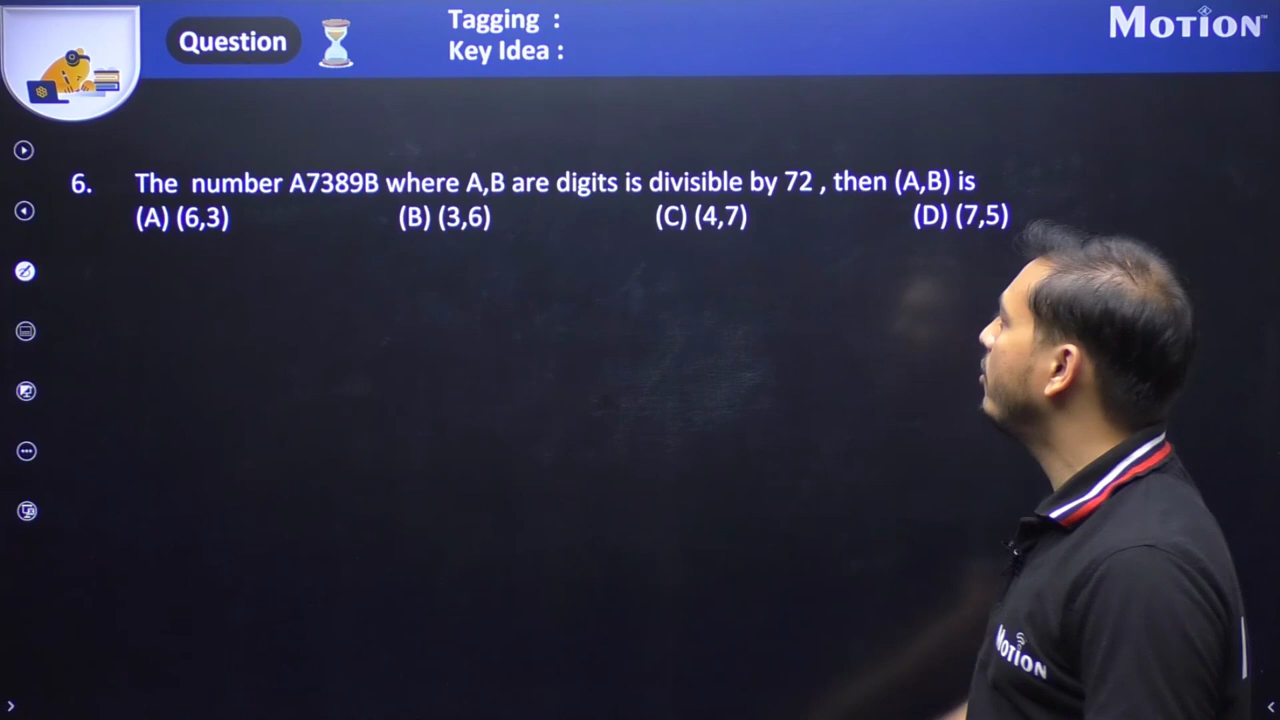 Question
Tagging :
Key Idea :
MOTION™
6. The number A7389B where A,B are digits is divisible by 72 , then (A,B) is
(A) (6,3) (B) (3,6) (C) (4,7) (D) (7,5)
MOTION